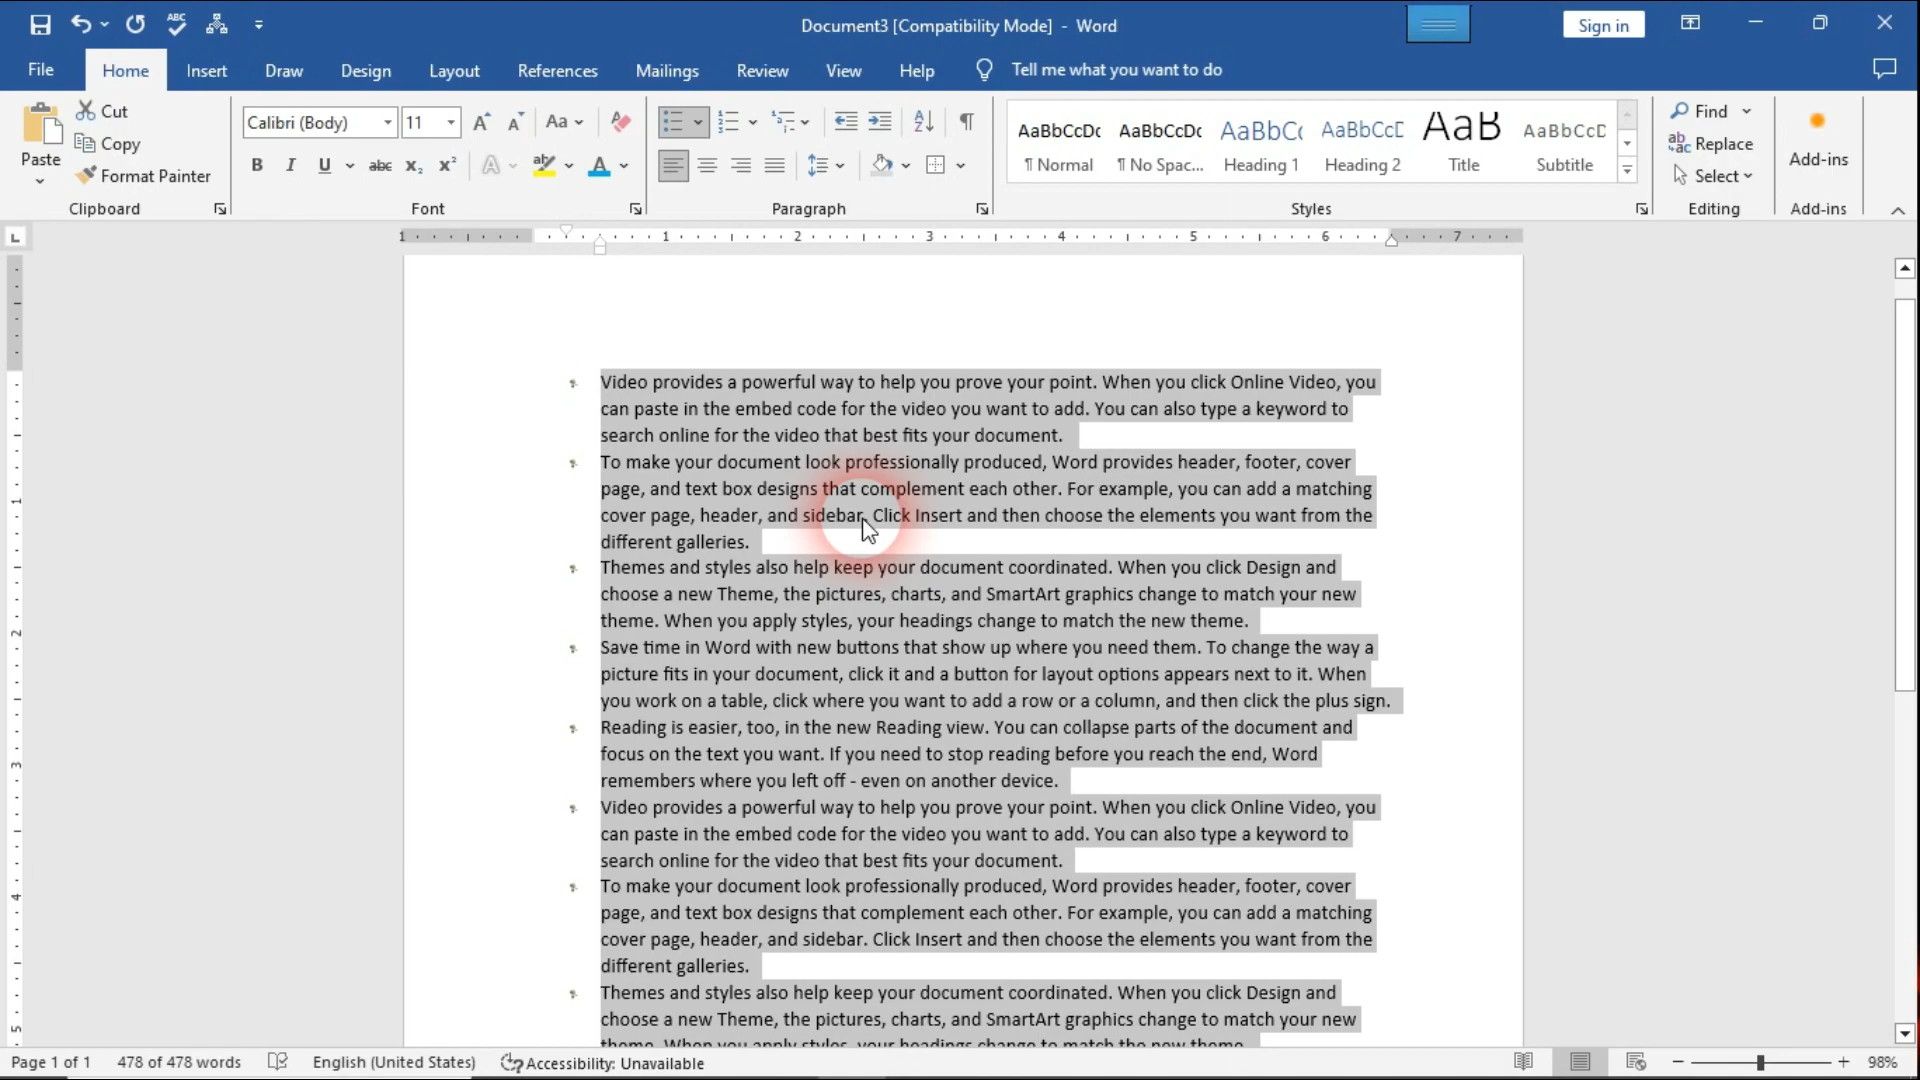 Document3 [Compatibility Mode] - Word
Sign in
File Home Insert Draw Design Layout References Mailings Review View Help Tell me what you want to do
Paste
Cut
Copy
Format Painter
Clipboard
Calibri (Body) 11
Font
Paragraph
AaBbCcDc AaBbCcDc AaBbCc AaBbCcD AaB AaBbCcD
¶ Normal ¶ No Spac... Heading 1 Heading 2 Title Subtitle
Styles
Find
Replace
Select
Editing
Add-ins
Add-ins
1 1 2 3 4 5 6 7
Video provides a powerful way to help you prove your point. When you click Online Video, you
can paste in the embed code for the video you want to add. You can also type a keyword to
search online for the video that best fits your document.
To make your document look professionally produced, Word provides header, footer, cover
page, and text box designs that complement each other. For example, you can add a matching
cover page, header, and sidebar. Click Insert and then choose the elements you want from the
different galleries.
Themes and styles also help keep your document coordinated. When you click Design and
choose a new Theme, the pictures, charts, and SmartArt graphics change to match your new
theme. When you apply styles, your headings change to match the new theme.
Save time in Word with new buttons that show up where you need them. To change the way a
picture fits in your document, click it and a button for layout options appears next to it. When
you work on a table, click where you want to add a row or a column, and then click the plus sign.
Reading is easier, too, in the new Reading view. You can collapse parts of the document and
focus on the text you want. If you need to stop reading before you reach the end, Word
remembers where you left off - even on another device.
Video provides a powerful way to help you prove your point. When you click Online Video, you
can paste in the embed code for the video you want to add. You can also type a keyword to
search online for the video that best fits your document.
To make your document look professionally produced, Word provides header, footer, cover
page, and text box designs that complement each other. For example, you can add a matching
cover page, header, and sidebar. Click Insert and then choose the elements you want from the
different galleries.
Themes and styles also help keep your document coordinated. When you click Design and
choose a new Theme, the pictures, charts, and SmartArt graphics change to match your new
theme. When you apply styles, your headings change to match the new theme.
Page 1 of 1 478 of 478 words English (United States) Accessibility: Unavailable 98%